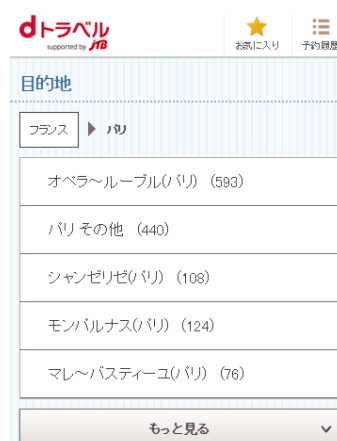 dトラベル
supported by JTB
お気に入り
予約履歴
目的地
フランス パリ
オペラ～ルーブル(パリ) (593)
パリ その他 (440)
シャンゼリゼ(パリ) (108)
モンパルナス(パリ) (124)
マレ～バスティーユ(パリ) (76)
もっと見る